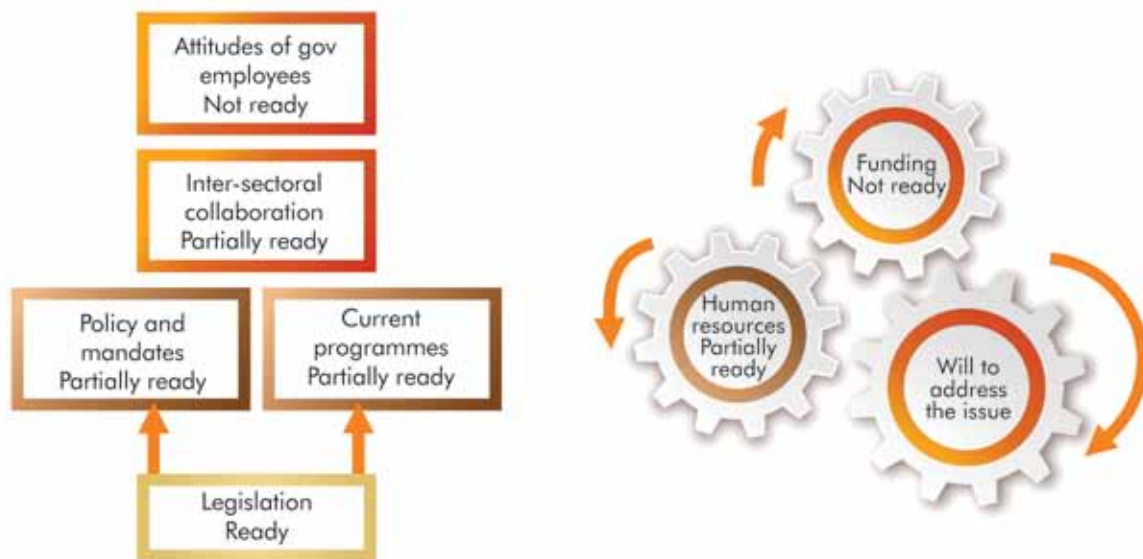 Attitudes of gov
employees
Not ready
Inter-sectoral
collaboration
Partially ready
Policy and
mandates
Partially ready
Current
programmes
Partially ready
Legislation
Ready
Funding
Not ready
Human
resources
Partially
ready
Will to
address
the issue